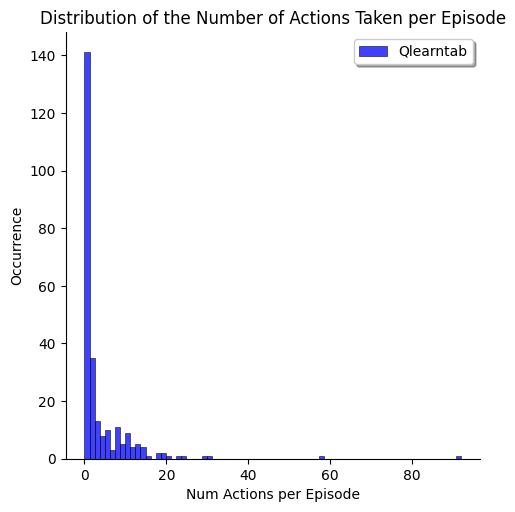 Distribution of the Number of Actions Taken per Episode
Qlearntab
140
120
100
80
60
40
20
0
Occurrence
0 20 40 60 80
Num Actions per Episode